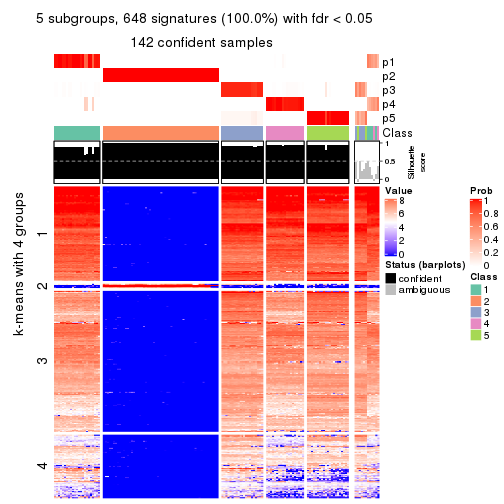 5 subgroups, 648 signatures (100.0%) with fdr < 0.05
142 confident samples
p1
p2
p3
p4
p5
Class
1
0.5
0
Silhouette
score
k-means with 4 groups
1
2
3
4
Value
8
6
4
2
0
Status (barplots)
confident
ambiguous
Prob
1
0.8
0.6
0.4
0.2
0
Class
1
2
3
4
5